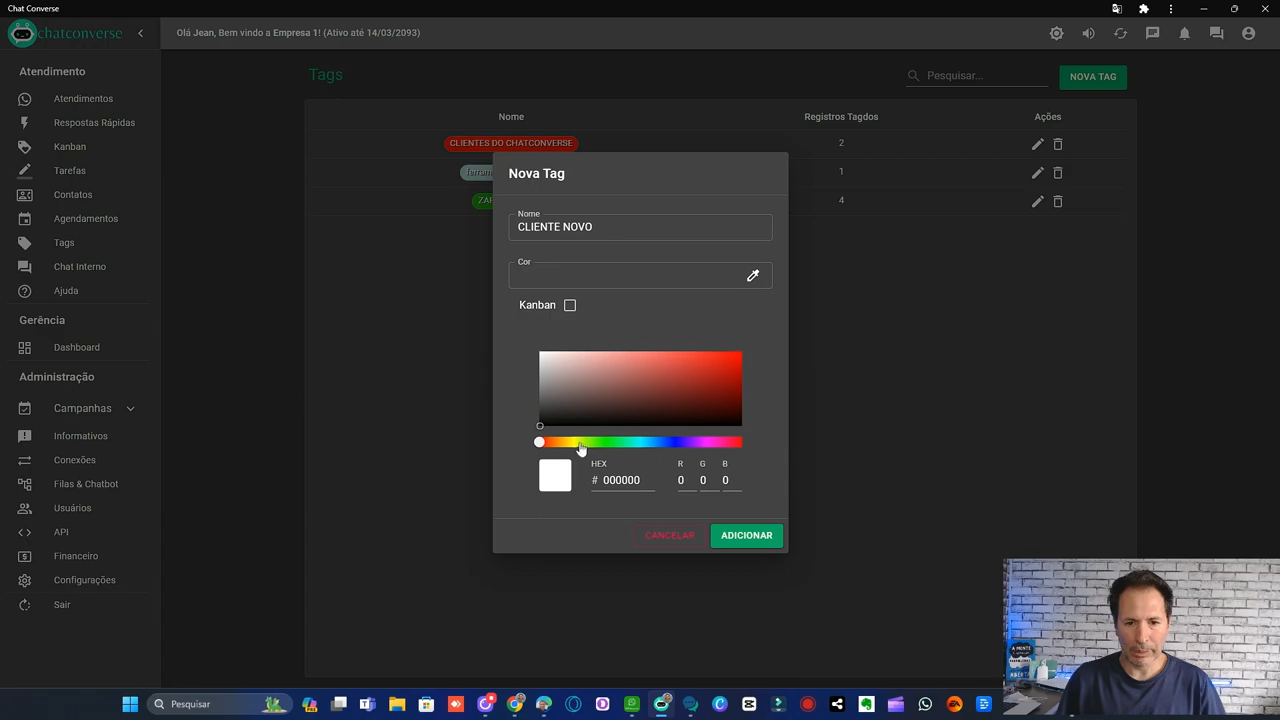 Chat Converse
chatconverse
Olá Jean, Bem vindo a Empresa 1! (Ativo até 14/03/2093)
Atendimento
Atendimentos
Respostas Rápidas
Kanban
Tarefas
Contatos
Agendamentos
Tags
Chat Interno
Ajuda
Gerência
Dashboard
Administração
Campanhas
Informativos
Conexões
Filas & Chatbot
Usuários
API
Financeiro
Configurações
Sair
Tags
Pesquisar...
NOVA TAG
Nome
Registros Tagdos
Ações
CLIENTES DO CHATCONVERSE
2
1
4
Nova Tag
Nome
CLIENTE NOVO
Cor
Kanban
HEX
R
G
B
# 000000
0
0
0
CANCELAR
ADICIONAR
Pesquisar
A MENTE